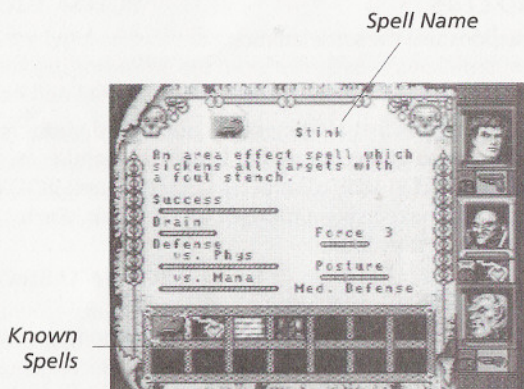 Spell Name
Stink
An area effect spell which
sickens all targets with
a foul stench.
Success
Drain
Force 3
Defense
vs. Phys
Posture
vs. Mana
Med. Defense
Known
Spells